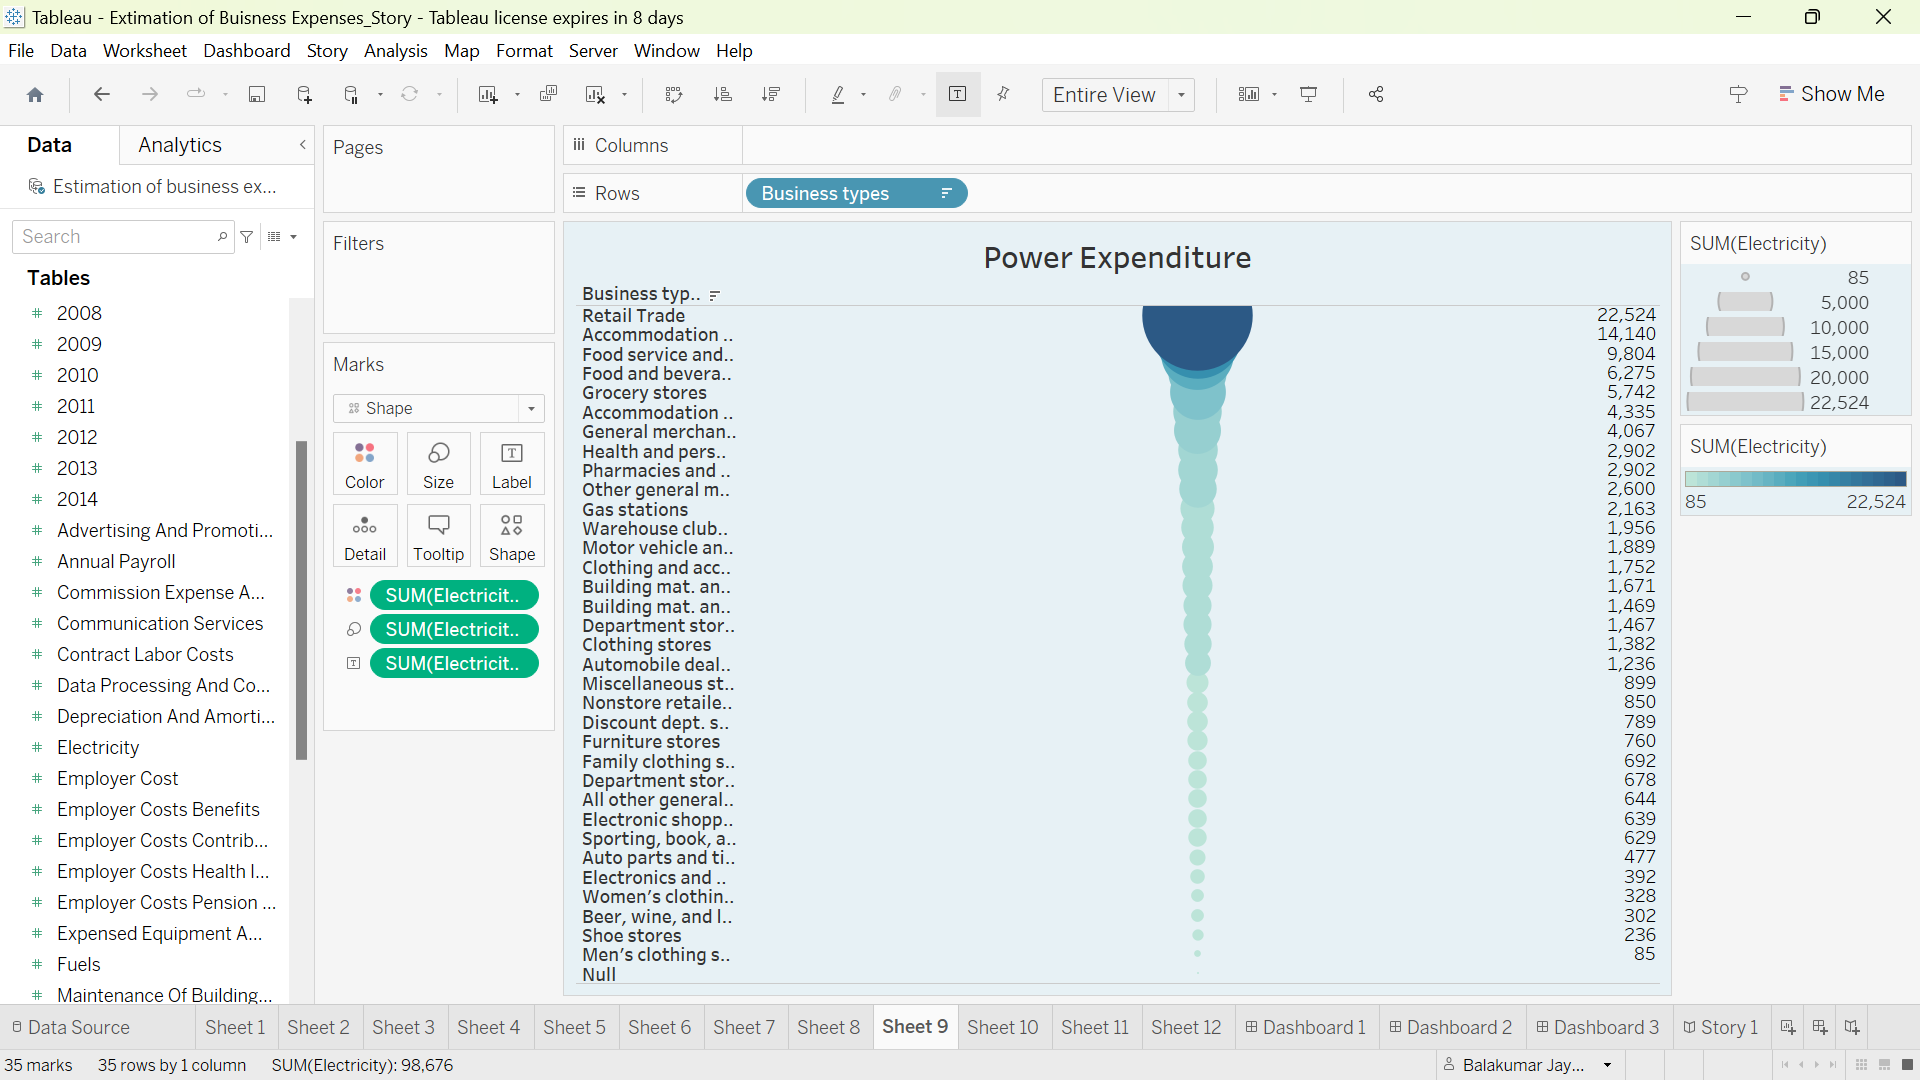 Tableau - Extimation of Buisness Expenses_Story - Tableau license expires in 8 days
File Data Worksheet Dashboard Story Analysis Map Format Server Window Help
Entire View
Show Me
Data Analytics
Estimation of business ex...
Search
Tables
2008
2009
2010
2011
2012
2013
2014
Advertising And Promoti...
Annual Payroll
Commission Expense A...
Communication Services
Contract Labor Costs
Data Processing And Co...
Depreciation And Amorti...
Electricity
Employer Cost
Employer Costs Benefits
Employer Costs Contrib...
Employer Costs Health I...
Employer Costs Pension ...
Expensed Equipment A...
Fuels
Maintenance Of Building...
Pages
Filters
Marks
Shape
Color Size Label
Detail Tooltip Shape
SUM(Electricit..
SUM(Electricit..
SUM(Electricit..
Columns
Rows Business types
Power Expenditure
Business typ..
Retail Trade 22,524
Accommodation .. 14,140
Food service and.. 9,804
Food and bevera.. 6,275
Grocery stores 5,742
Accommodation .. 4,335
General merchan.. 4,067
Health and pers.. 2,902
Pharmacies and .. 2,902
Other general m.. 2,600
Gas stations 2,163
Warehouse club.. 1,956
Motor vehicle an.. 1,889
Clothing and acc.. 1,752
Building mat. an.. 1,671
Building mat. an.. 1,469
Department stor.. 1,467
Clothing stores 1,382
Automobile deal.. 1,236
Miscellaneous st.. 899
Nonstore retaile.. 850
Discount dept. s.. 789
Furniture stores 760
Family clothing s.. 692
Department stor.. 678
All other general.. 644
Electronic shopp.. 639
Sporting, book, a.. 629
Auto parts and ti.. 477
Electronics and .. 392
Women's clothin.. 328
Beer, wine, and l.. 302
Shoe stores 236
Men's clothing s.. 85
Null
SUM(Electricity)
85
5,000
10,000
15,000
20,000
22,524
SUM(Electricity)
85 22,524
Data Source Sheet 1 Sheet 2 Sheet 3 Sheet 4 Sheet 5 Sheet 6 Sheet 7 Sheet 8 Sheet 9 Sheet 10 Sheet 11 Sheet 12 Dashboard 1 Dashboard 2 Dashboard 3 Story 1
35 marks 35 rows by 1 column SUM(Electricity): 98,676 Balakumar Jay...